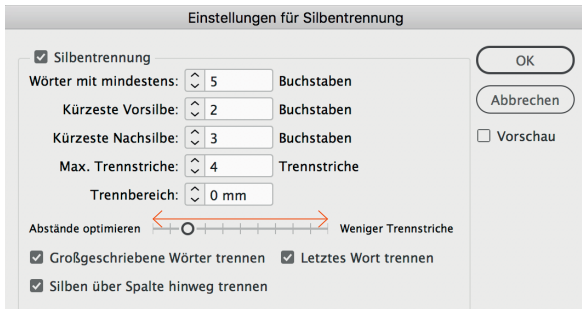 Einstellungen für Silbentrennung
Silbentrennung
Wörter mit mindestens: 5 Buchstaben
Kürzeste Vorsilbe: 2 Buchstaben
Kürzeste Nachsilbe: 3 Buchstaben
Max. Trennstriche: 4 Trennstriche
Trennbereich: 0 mm
Abstände optimieren Weniger Trennstriche
Großgeschriebene Wörter trennen Letztes Wort trennen
Silben über Spalte hinweg trennen
OK
Abbrechen
Vorschau